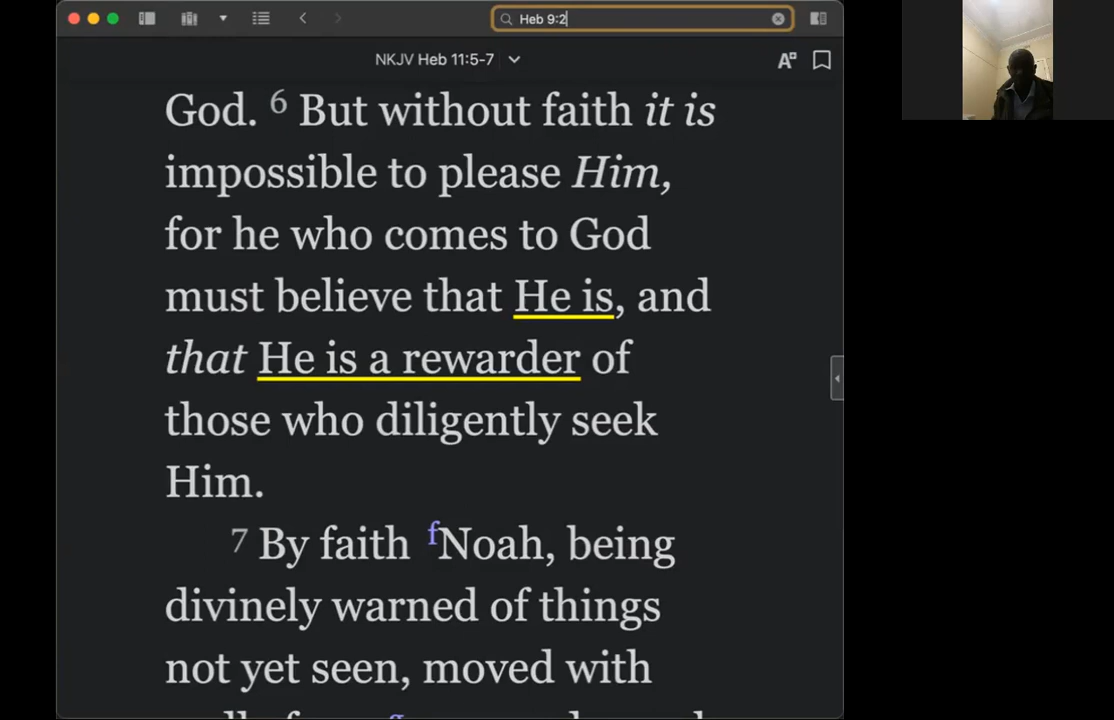 Heb 9:2
NKJV Heb 11:5-7
God. 6 But without faith it is
impossible to please Him,
for he who comes to God
must believe that He is, and
that He is a rewarder of
those who diligently seek
Him.
7 By faith fNoah, being
divinely warned of things
not yet seen, moved with